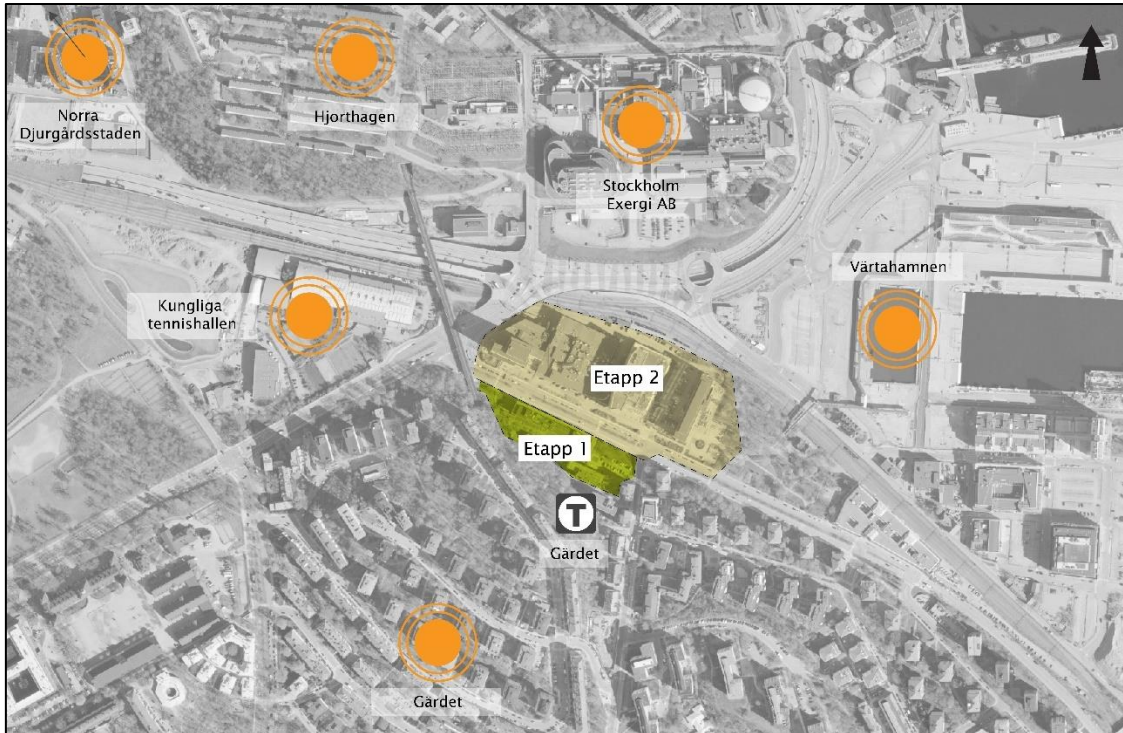 Norra
Djurgårdsstaden
Hjorthagen
Stockholm
Exergi AB
Värtahamnen
Kungliga
tennishallen
Etapp 2
Etapp 1
T
Gärdet
Gärdet